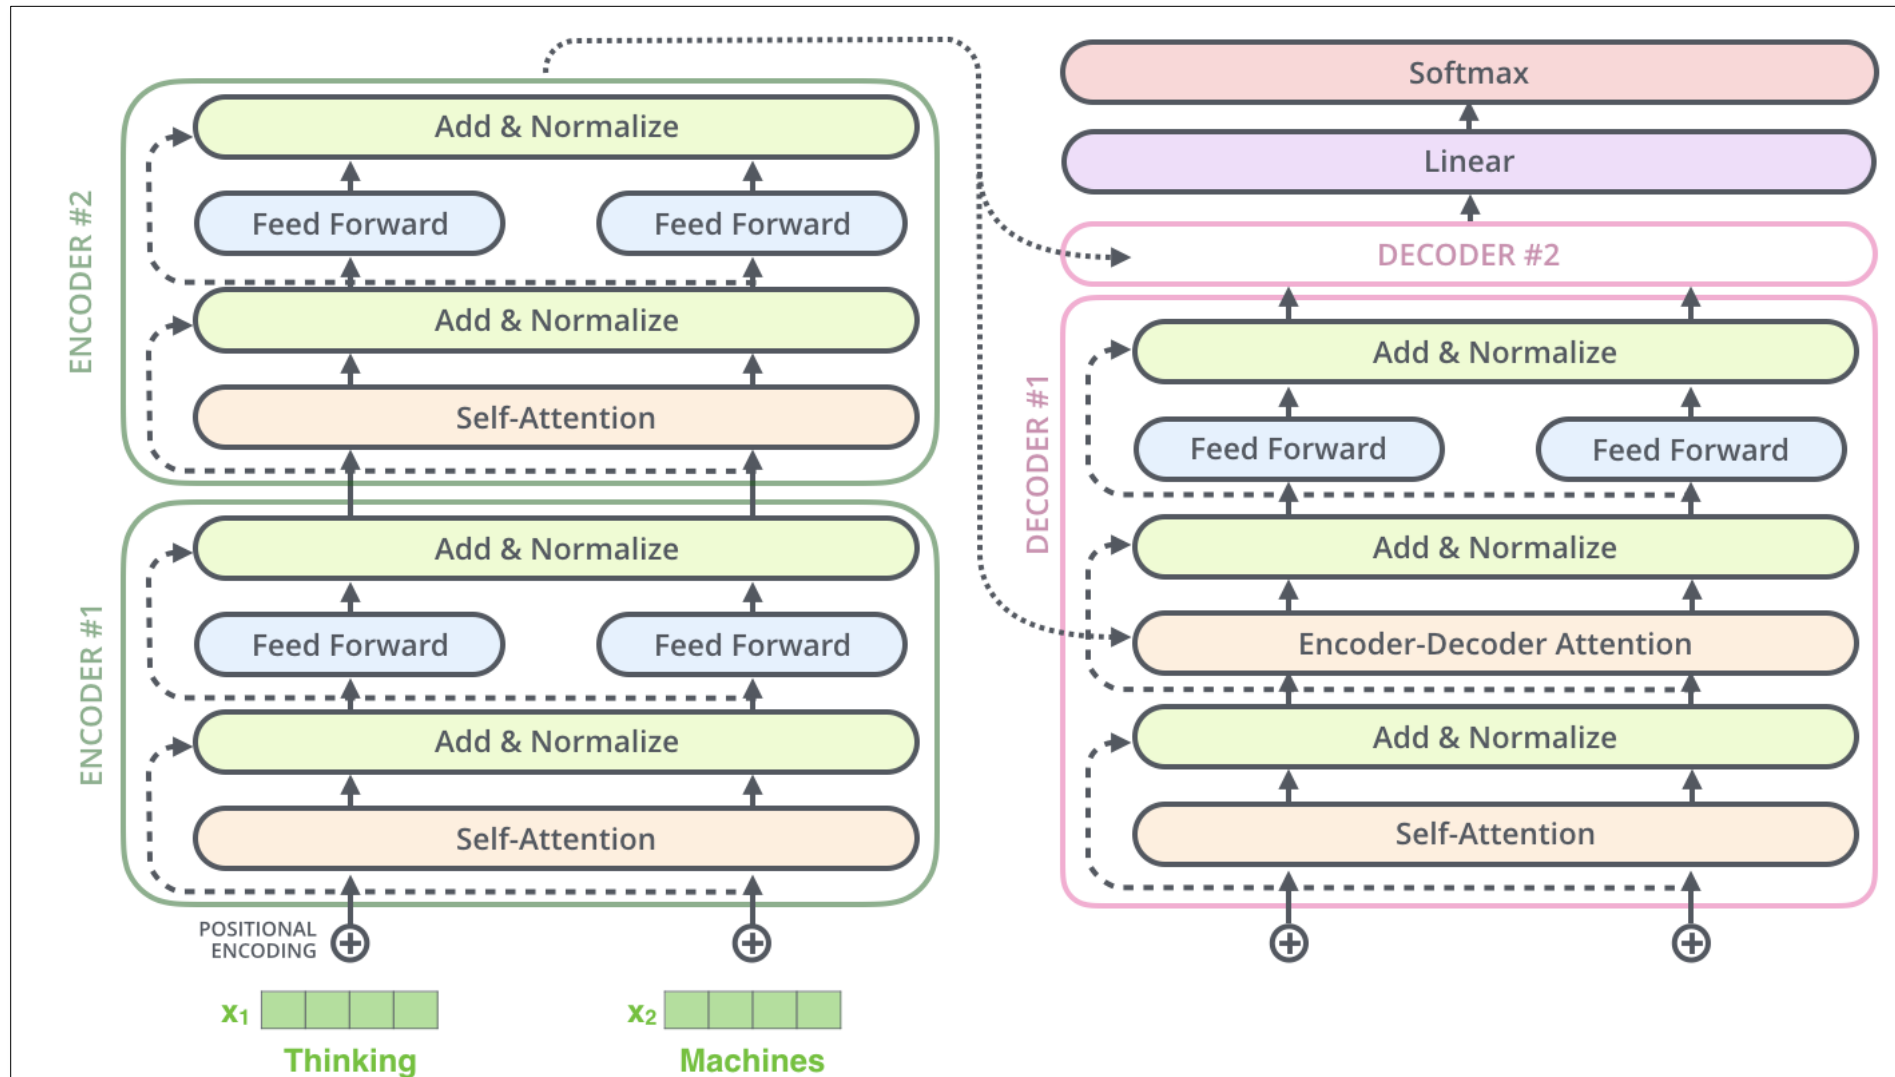 ENCODER #2
Add & Normalize
Feed Forward
Feed Forward
Add & Normalize
Self-Attention
ENCODER #1
Add & Normalize
Feed Forward
Feed Forward
Add & Normalize
Self-Attention
POSITIONAL
ENCODING
x₁
x₂
Thinking
Machines
Softmax
Linear
DECODER #2
DECODER #1
Add & Normalize
Feed Forward
Feed Forward
Add & Normalize
Encoder-Decoder Attention
Add & Normalize
Self-Attention